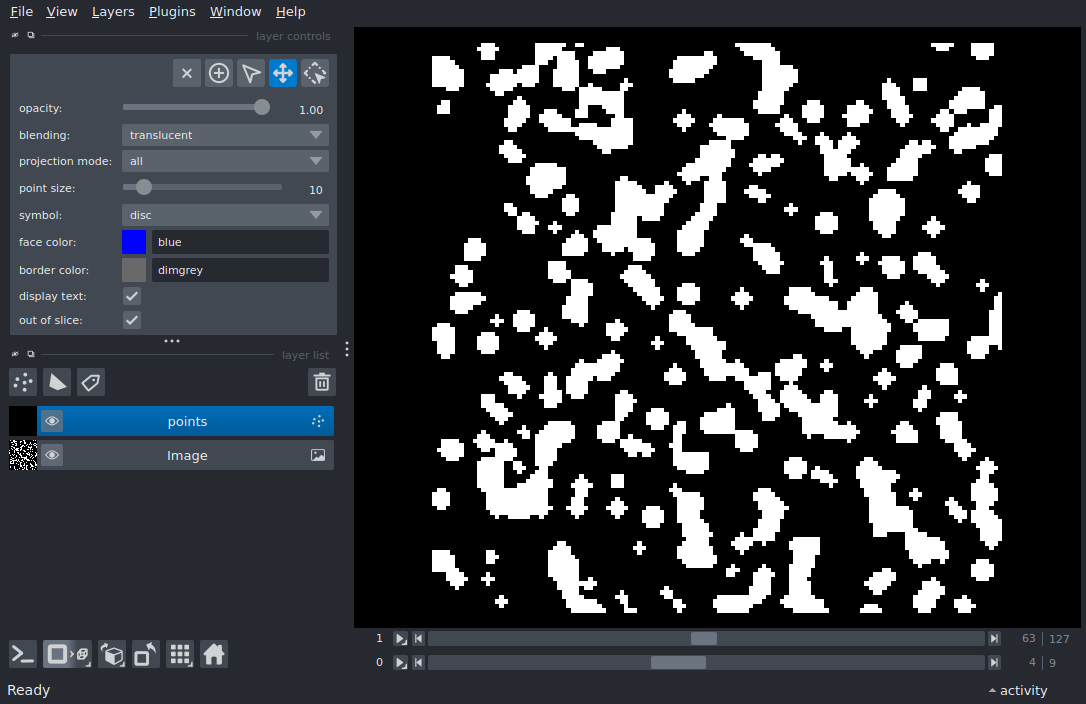 File View Layers Plugins Window Help
layer controls
opacity: 1.00
blending: translucent
projection mode: all
point size: 10
symbol: disc
face color: blue
border color: dimgrey
display text:
out of slice:
layer list
points
Image
1 63 127
0 4 9
Ready activity